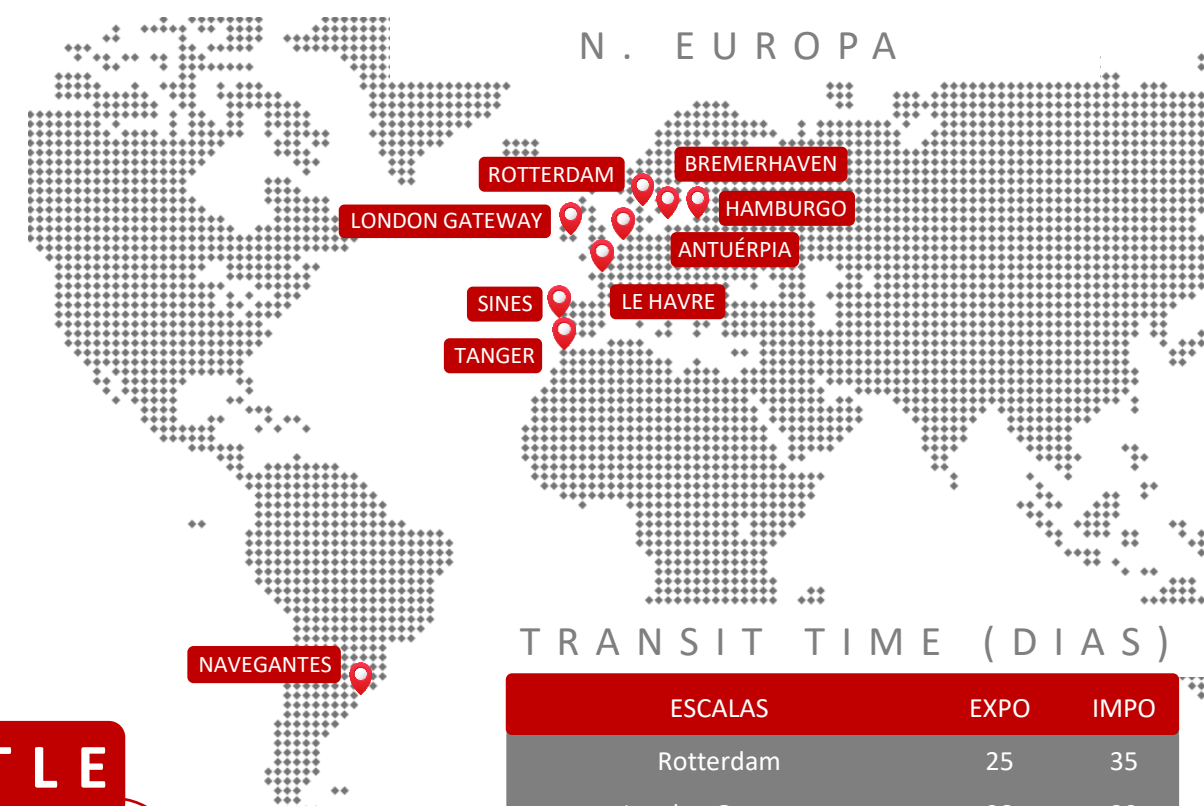 N. EUROPA
BREMERHAVEN
ROTTERDAM
HAMBURGO
LONDON GATEWAY
ANTUÉRPIA
SINES
LE HAVRE
TANGER
TRANSIT TIME (DIAS)
NAVEGANTES
ESCALAS EXPO IMPO
Rotterdam 25 35
TLE